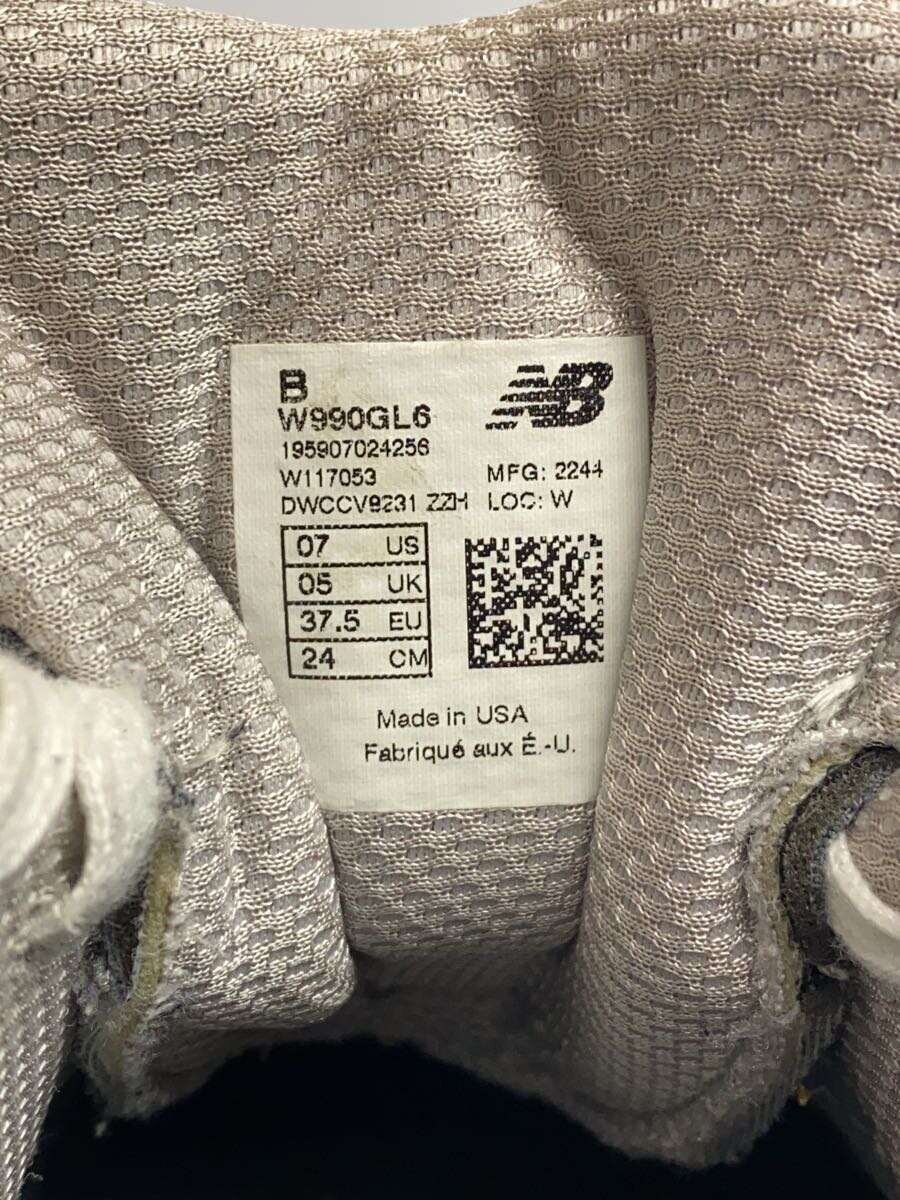 B
NB
W990GL6
195907024256
W117053 MFG: 2244
DWCCV9231 ZZH LOC: W
07 US
05 UK
37.5 EU
24 CM
Made in USA
Fabriqué aux É.-U.